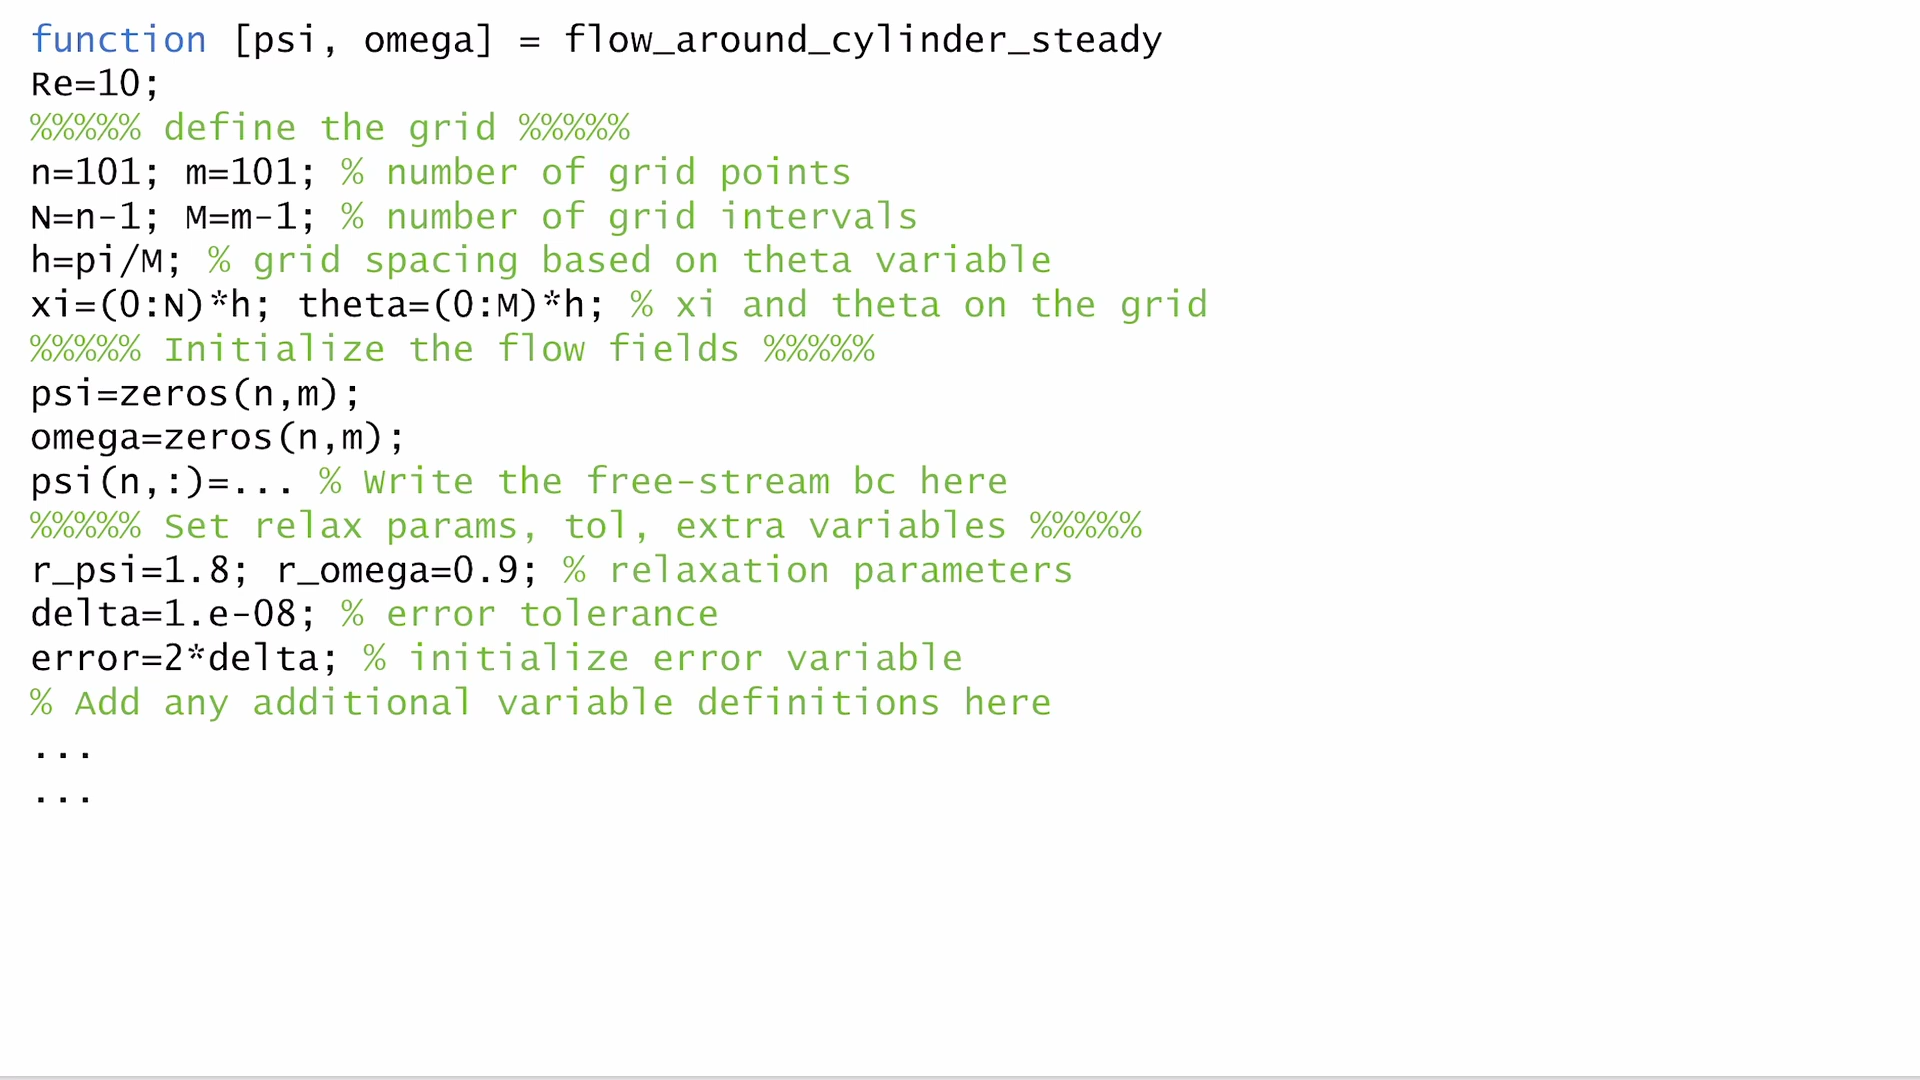 function [psi, omega] = flow_around_cylinder_steady
Re=10;
%%%%% define the grid %%%%%
n=101; m=101; % number of grid points
N=n-1; M=m-1; % number of grid intervals
h=pi/M; % grid spacing based on theta variable
xi=(0:N)*h; theta=(0:M)*h; % xi and theta on the grid
%%%%% Initialize the flow fields %%%%%
psi=zeros(n,m);
omega=zeros(n,m);
psi(n,:)=... % Write the free-stream bc here
%%%%% Set relax params, tol, extra variables %%%%%
r_psi=1.8; r_omega=0.9; % relaxation parameters
delta=1.e-08; % error tolerance
error=2*delta; % initialize error variable
% Add any additional variable definitions here
...
...